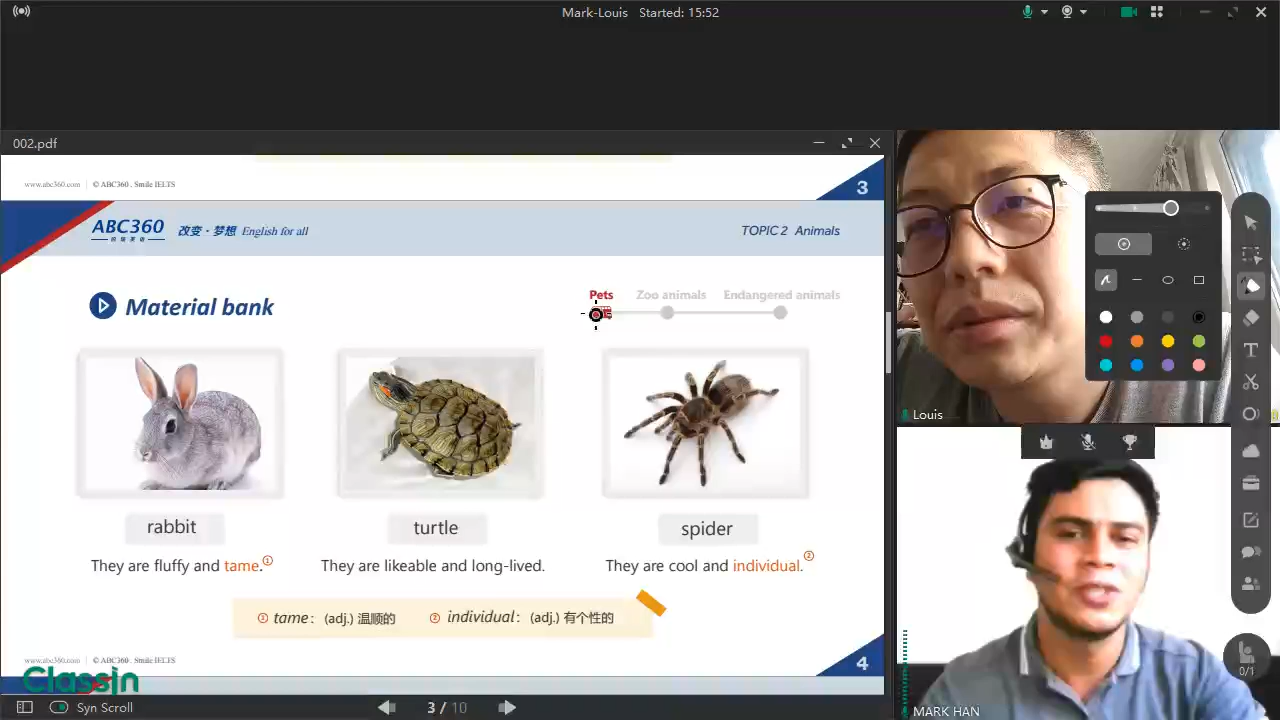 Mark-Louis Started: 15:52
002.pdf
www.abc360.com © ABC360 . Smile IELTS
3
ABC360
改变·梦想 English for all
TOPIC 2 Animals
Material bank
Pets Zoo animals Endangered animals
rabbit turtle spider
They are fluffy and tame.① They are likeable and long-lived. They are cool and individual.②
① tame: (adj.) 温顺的 ② individual: (adj.) 有个性的
www.abc360.com © ABC360 . Smile IELTS
4
ClassIn
Syn Scroll 3 / 10
Louis
T
0/1
MARK HAN